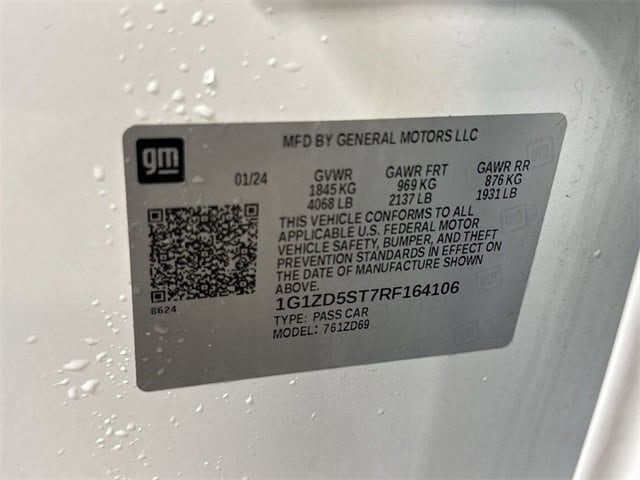 MFD BY GENERAL MOTORS LLC
gm
01/24 GVWR GAWR FRT GAWR RR
1845 KG 969 KG 876 KG
4068 LB 2137 LB 1931 LB
THIS VEHICLE CONFORMS TO ALL
APPLICABLE U.S. FEDERAL MOTOR
VEHICLE SAFETY, BUMPER, AND THEFT
PREVENTION STANDARDS IN EFFECT ON
THE DATE OF MANUFACTURE SHOWN
ABOVE.
8624
1G1ZD5ST7RF164106
TYPE: PASS CAR
MODEL: 761ZD69